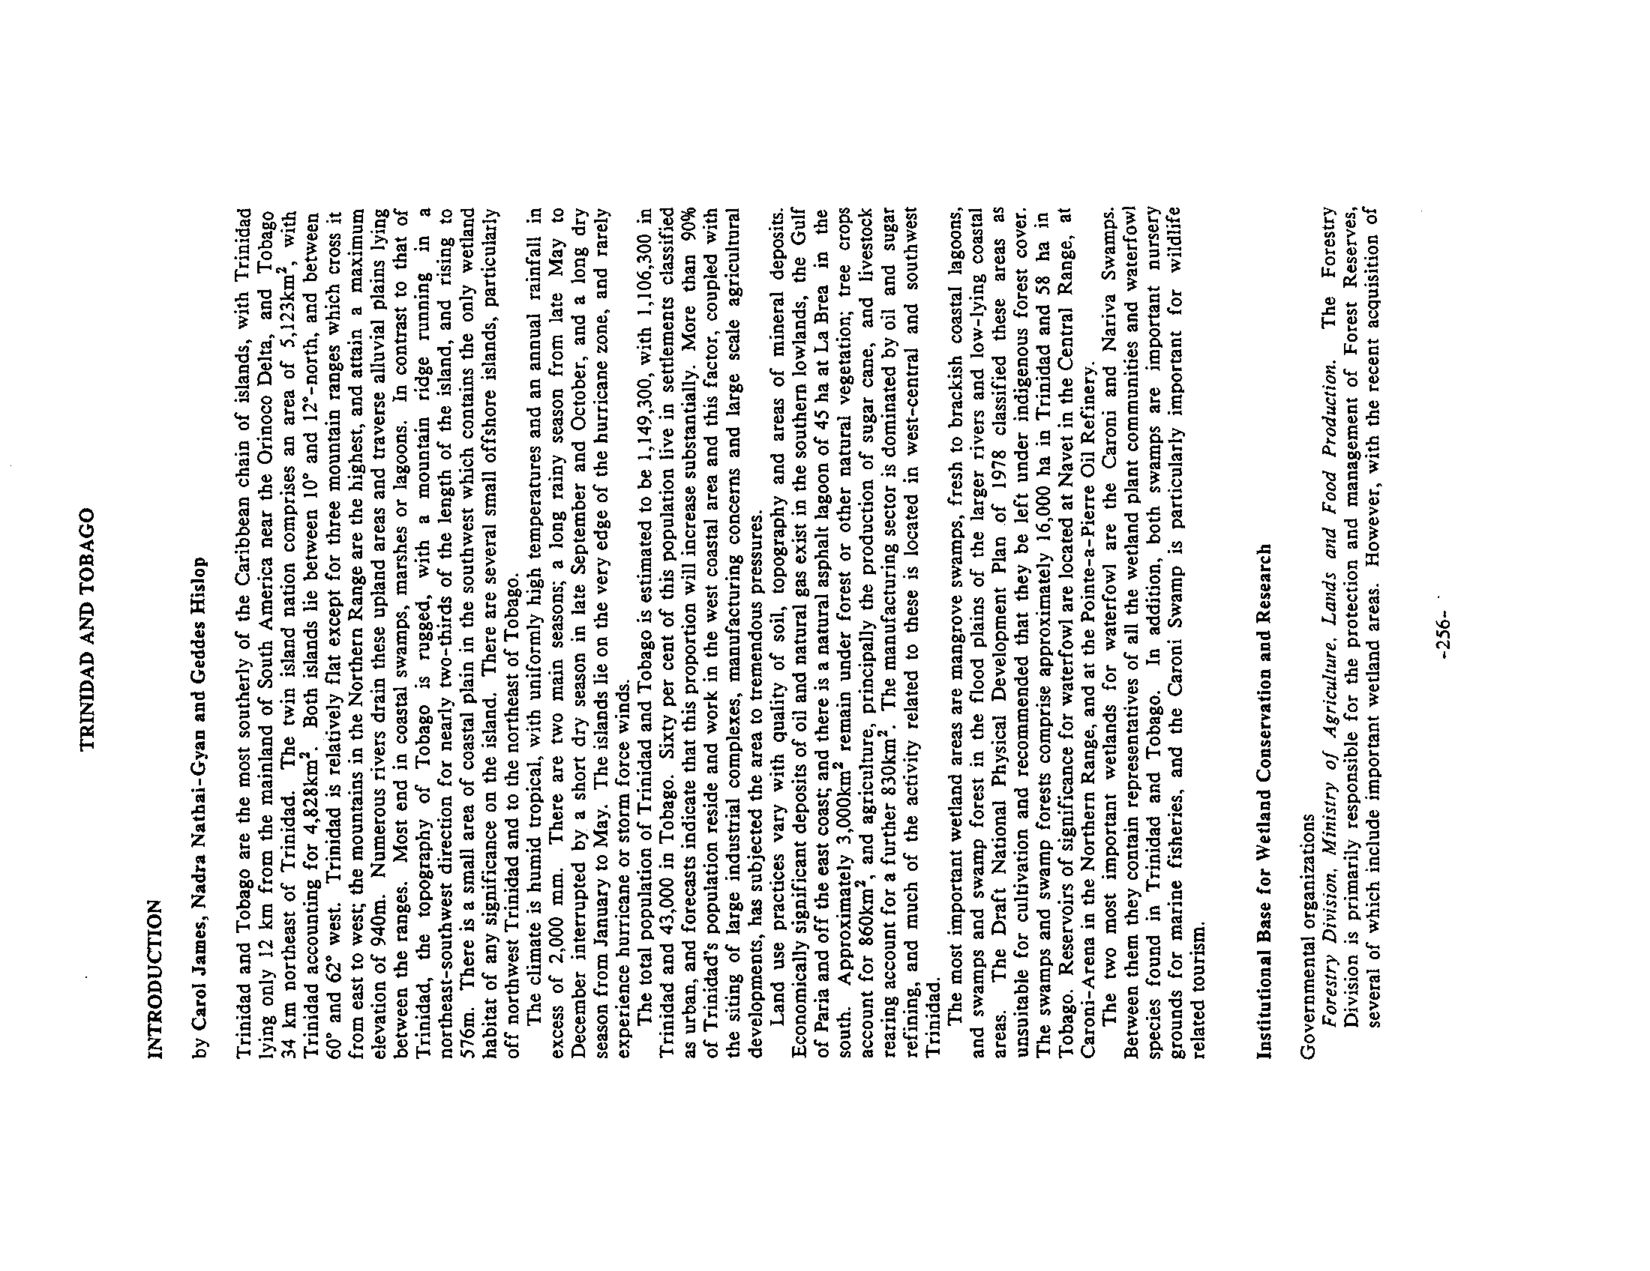 TRINIDAD AND TOBAGO
INTRODUCTION
by Carol James, Nadra Nathai-Gyan and Geddes Hislop
Trinidad and Tobago are the most southerly of the Caribbean chain of islands, with Trinidad
lying only 12 km from the mainland of South America near the Orinoco Delta, and Tobago
34 km northeast of Trinidad. The twin island nation comprises an area of 5,123km², with
Trinidad accounting for 4,828km². Both islands lie between 10° and 12°-north, and between
60° and 62° west. Trinidad is relatively flat except for three mountain ranges which cross it
from east to west; the mountains in the Northern Range are the highest, and attain a maximum
elevation of 940m. Numerous rivers drain these upland areas and traverse alluvial plains lying
between the ranges. Most end in coastal swamps, marshes or lagoons. In contrast to that of
Trinidad, the topography of Tobago is rugged, with a mountain ridge running in a
northeast-southwest direction for nearly two-thirds of the length of the island, and rising to
576m. There is a small area of coastal plain in the southwest which contains the only wetland
habitat of any significance on the island. There are several small offshore islands, particularly
off northwest Trinidad and to the northeast of Tobago.
The climate is humid tropical, with uniformly high temperatures and an annual rainfall in
excess of 2,000 mm. There are two main seasons; a long rainy season from late May to
December interrupted by a short dry season in late September and October, and a long dry
season from January to May. The islands lie on the very edge of the hurricane zone, and rarely
experience hurricane or storm force winds.
The total population of Trinidad and Tobago is estimated to be 1,149,300, with 1,106,300 in
Trinidad and 43,000 in Tobago. Sixty per cent of this population live in settlements classified
as urban, and forecasts indicate that this proportion will increase substantially. More than 90%
of Trinidad's population reside and work in the west coastal area and this factor, coupled with
the siting of large industrial complexes, manufacturing concerns and large scale agricultural
developments, has subjected the area to tremendous pressures.
Land use practices vary with quality of soil, topography and areas of mineral deposits.
Economically significant deposits of oil and natural gas exist in the southern lowlands, the Gulf
of Paria and off the east coast; and there is a natural asphalt lagoon of 45 ha at La Brea in the
south. Approximately 3,000km² remain under forest or other natural vegetation; tree crops
account for 860km², and agriculture, principally the production of sugar cane, and livestock
rearing account for a further 830km². The manufacturing sector is dominated by oil and sugar
refining, and much of the activity related to these is located in west-central and southwest
Trinidad.
The most important wetland areas are mangrove swamps, fresh to brackish coastal lagoons,
and swamps and swamp forest in the flood plains of the larger rivers and low-lying coastal
areas. The Draft National Physical Development Plan of 1978 classified these areas as
unsuitable for cultivation and recommended that they be left under indigenous forest cover.
The swamps and swamp forests comprise approximately 16,000 ha in Trinidad and 58 ha in
Tobago. Reservoirs of significance for waterfowl are located at Navet in the Central Range, at
Caroni-Arena in the Northern Range, and at the Pointe-a-Pierre Oil Refinery.
The two most important wetlands for waterfowl are the Caroni and Nariva Swamps.
Between them they contain representatives of all the wetland plant communities and waterfowl
species found in Trinidad and Tobago. In addition, both swamps are important nursery
grounds for marine fisheries, and the Caroni Swamp is particularly important for wildlife
related tourism.
Institutional Base for Wetland Conservation and Research
Governmental organizations
Forestry Division, Ministry of Agriculture, Lands and Food Production. The Forestry
Division is primarily responsible for the protection and management of Forest Reserves,
several of which include important wetland areas. However, with the recent acquisition of
-256-